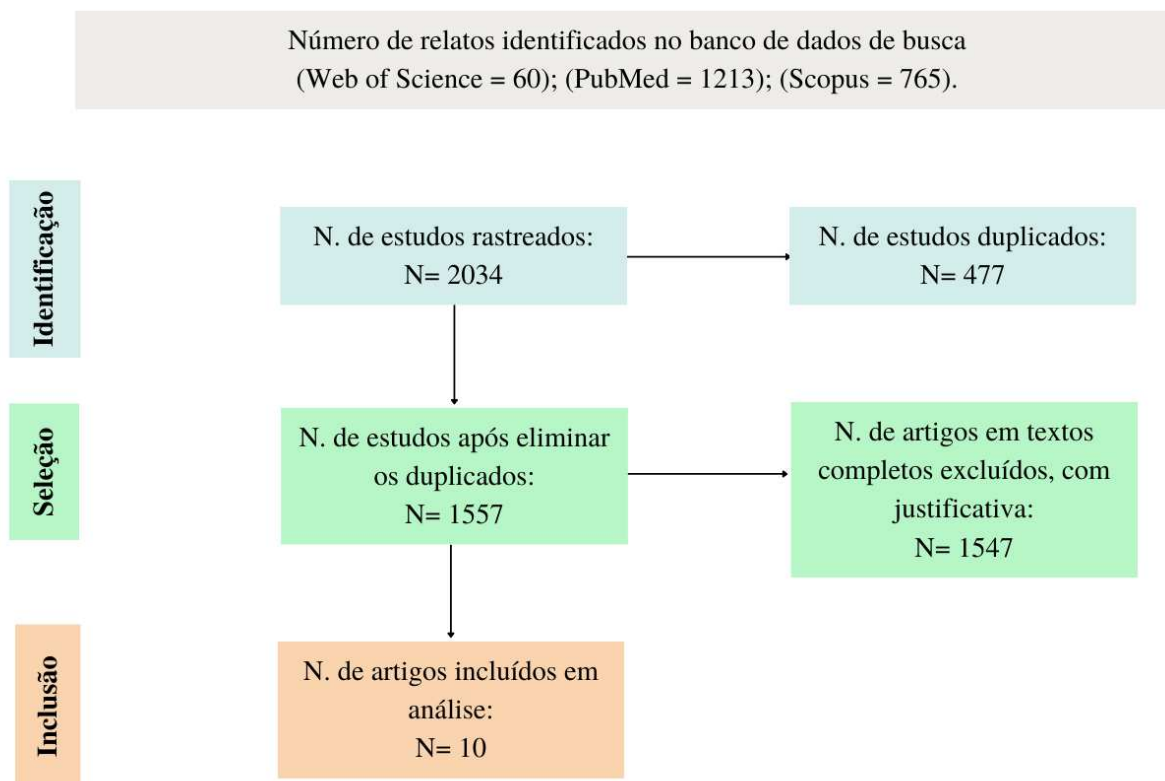 Número de relatos identificados no banco de dados de busca
(Web of Science = 60); (PubMed = 1213); (Scopus = 765).
Identificação
N. de estudos rastreados:
N= 2034
N. de estudos duplicados:
N= 477
Seleção
N. de estudos após eliminar
os duplicados:
N= 1557
N. de artigos em textos
completos excluídos, com
justificativa:
N= 1547
Inclusão
N. de artigos incluídos em
análise:
N= 10